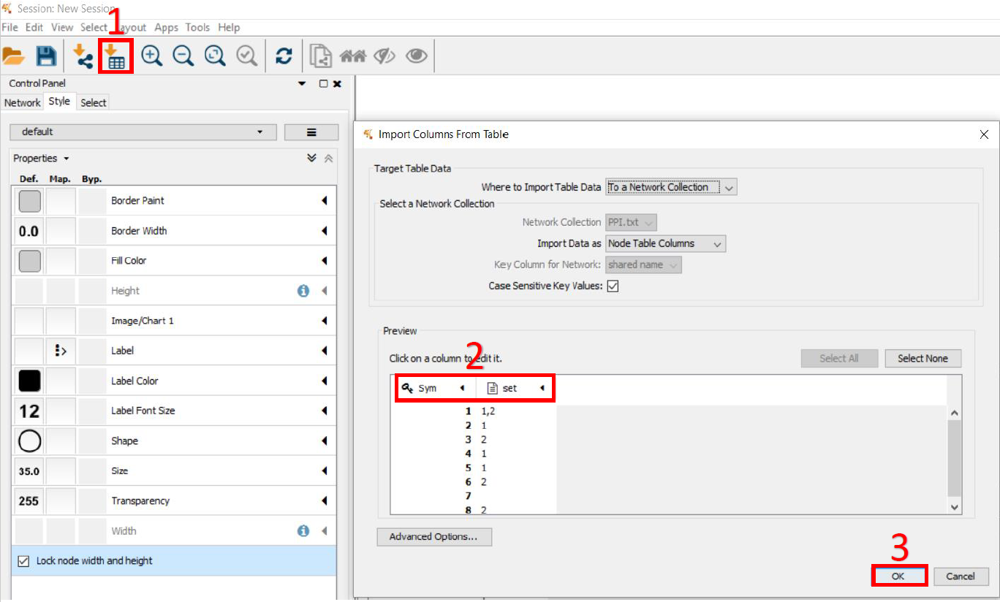 Session: New Session
1
File Edit View Select Layout Apps Tools Help
Control Panel
Network Style Select
default
Properties
Def. Map. Byp.
Border Paint
0.0 Border Width
Fill Color
Height
Image/Chart 1
Label
Label Color
12 Label Font Size
Shape
35.0 Size
255 Transparency
Width
Lock node width and height
Import Columns From Table
Target Table Data
Where to Import Table Data To a Network Collection
Select a Network Collection
Network Collection PPI.txt
Import Data as Node Table Columns
Key Column for Network: shared name
Case Sensitive Key Values:
Preview
2
Click on a column to edit it.
Select All Select None
Sym set
1 1,2
2 1
3 2
4 1
5 1
6 2
7
8 2
Advanced Options...
3
OK Cancel